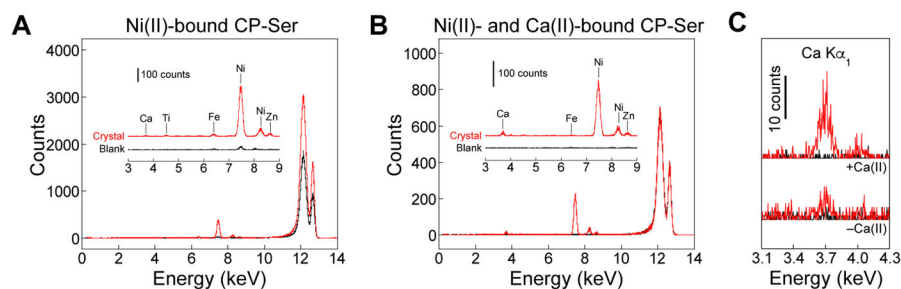 A
Ni(II)-bound CP-Ser
4000
3000
2000
1000
0
Counts
100 counts
Ni
Ca
Ti
Fe
Ni
Zn
Crystal
Blank
3 4 5 6 7 8 9
0 2 4 6 8 10 12 14
Energy (keV)
B
Ni(II)- and Ca(II)-bound CP-Ser
1000
800
600
400
200
0
Counts
100 counts
Ni
Ca
Fe
Ni
Zn
Crystal
Blank
3 4 5 6 7 8 9
0 2 4 6 8 10 12 14
Energy (keV)
C
Ca Kα1
10 counts
+Ca(II)
–Ca(II)
3.1 3.4 3.7 4.0 4.3
Energy (keV)